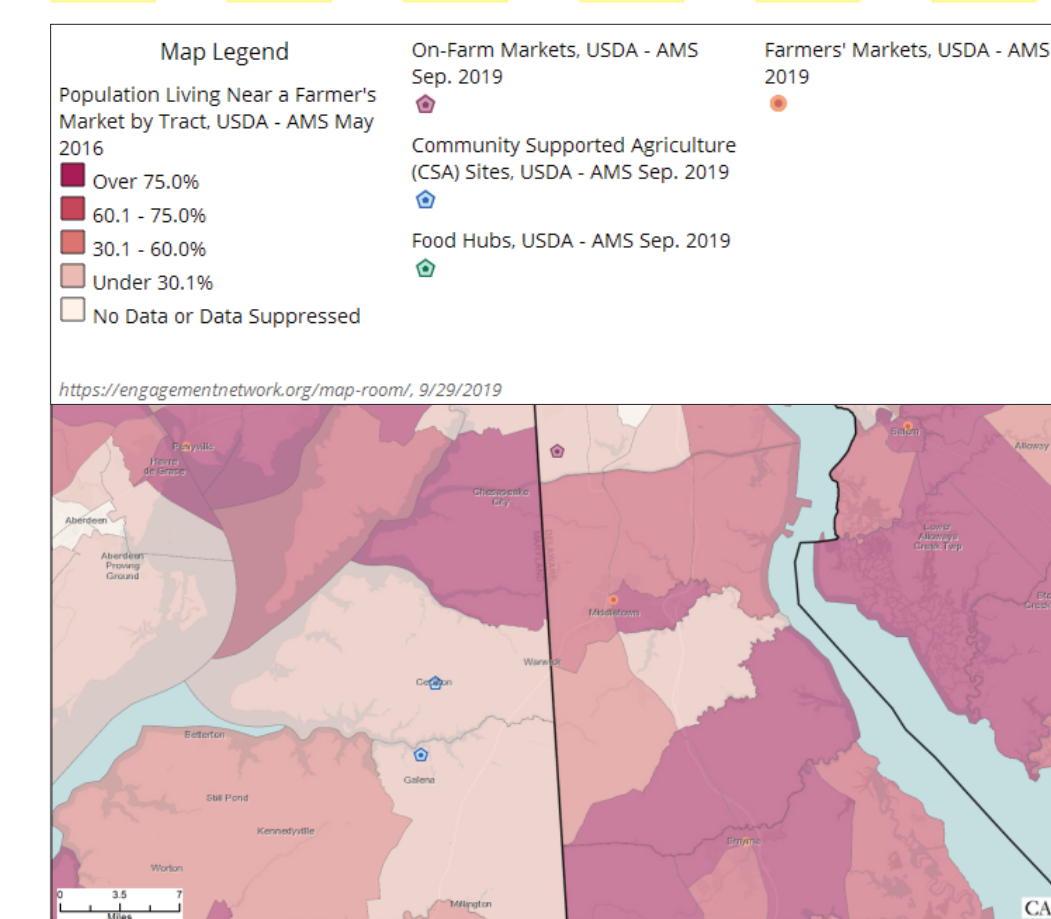 Map Legend
Population Living Near a Farmer's
Market by Tract, USDA - AMS May
2016
Over 75.0%
60.1 - 75.0%
30.1 - 60.0%
Under 30.1%
No Data or Data Suppressed
On-Farm Markets, USDA - AMS
Sep. 2019
Community Supported Agriculture
(CSA) Sites, USDA - AMS Sep. 2019
Food Hubs, USDA - AMS Sep. 2019
Farmers' Markets, USDA - AMS
2019
https://engagementnetwork.org/map-room/, 9/29/2019
Perryville
Havre
de Grace
Aberdeen
Aberdeen
Proving
Ground
Chesapeake
City
DELAWARE
MARYLAND
Salem
Alloway
Lower
Alloways
Creek Twp
Middletown
Warwick
Betterton
Galena
Still Pond
Kennedyville
Worton
Smyrna
Millington
0 3.5 7
Miles
CA